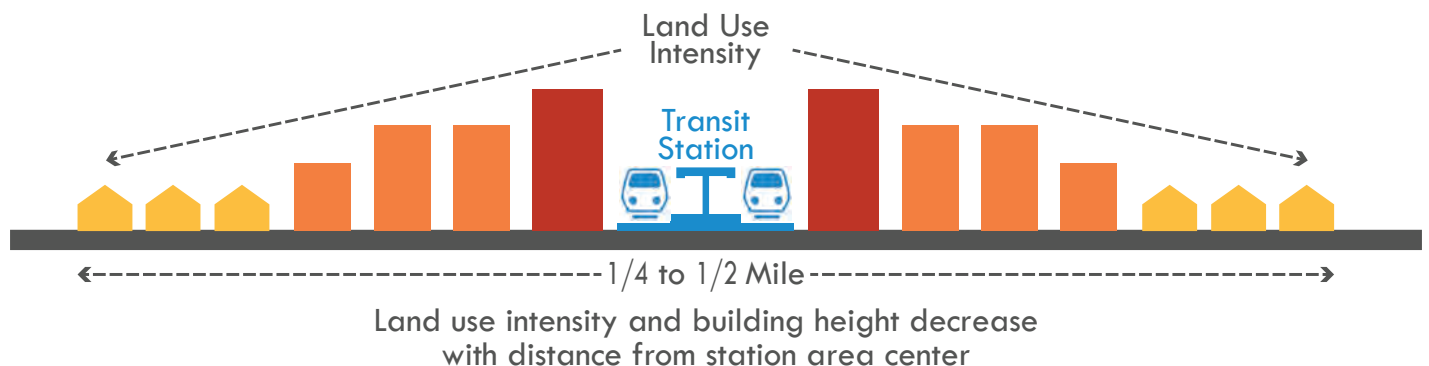 Land Use
Intensity
Transit
Station
1/4 to 1/2 Mile
Land use intensity and building height decrease
with distance from station area center